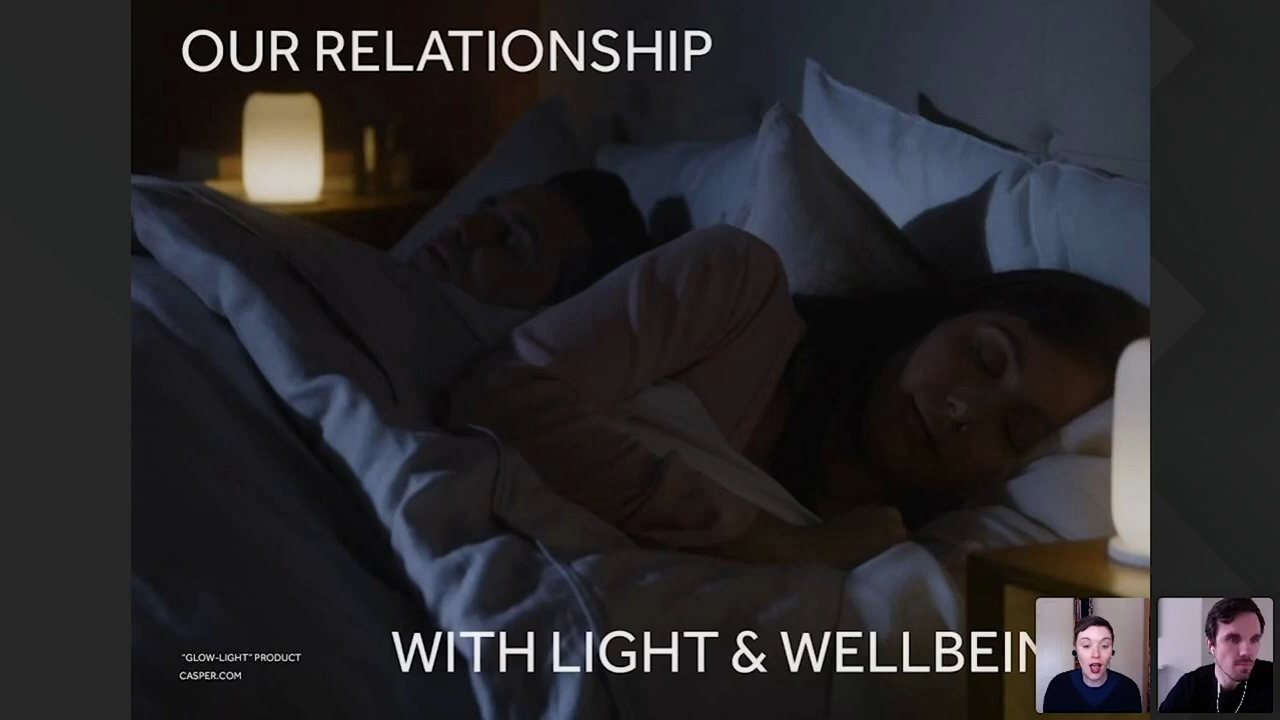 OUR RELATIONSHIP
WITH LIGHT & WELLBEIN
"GLOW-LIGHT" PRODUCT
CASPER.COM